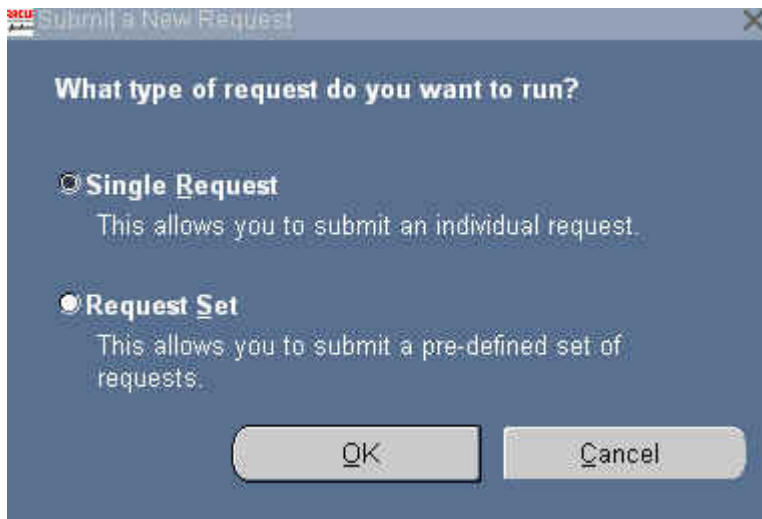 Submit a New Request
What type of request do you want to run?
Single Request
This allows you to submit an individual request.
Request Set
This allows you to submit a pre-defined set of
requests.
OK
Cancel